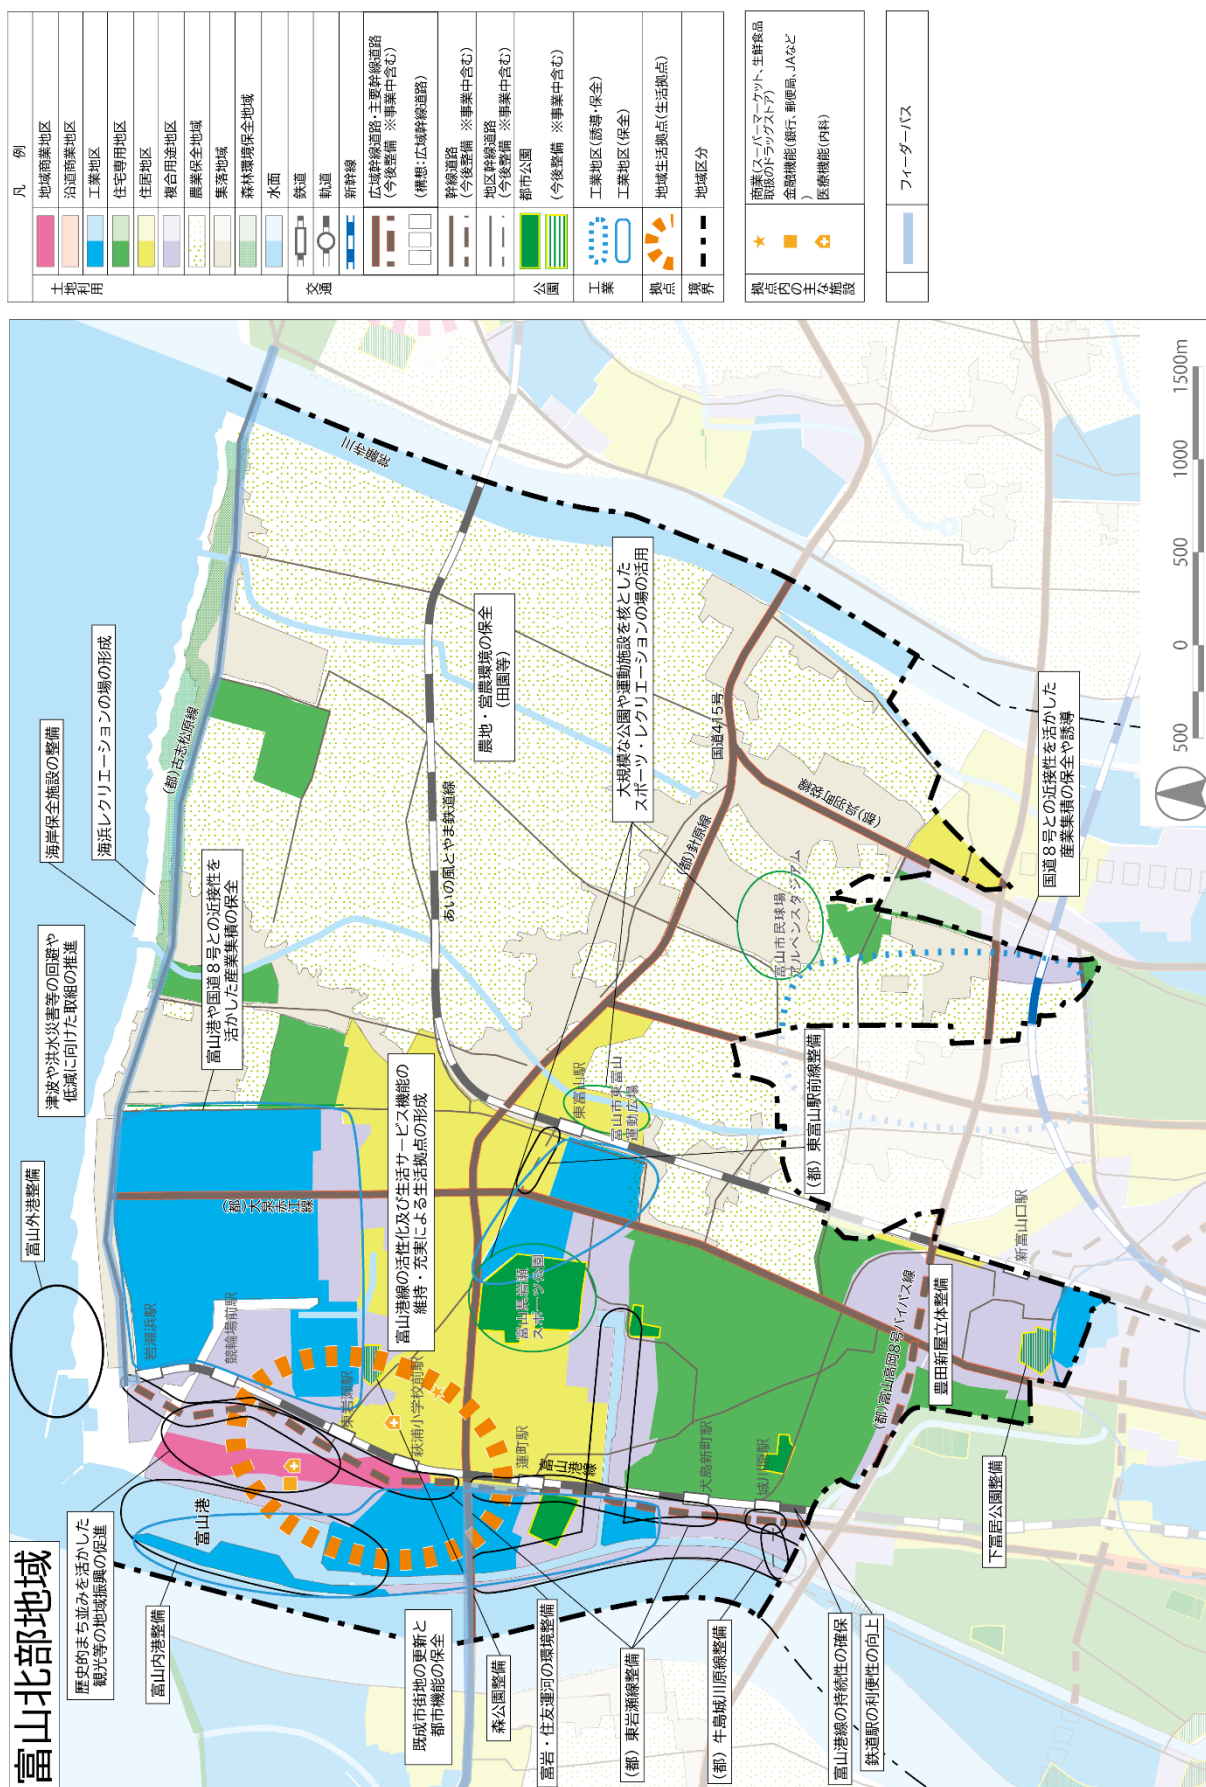 富山北部地域
富山外港整備
津波や洪水災害等の回避や
低減に向けた取組の推進
海岸保全施設の整備
海浜レクリエーションの場の形成
富山港や国道8号との近接性を
活かした産業集積の保全
歴史的まち並みを活かした
観光等の地域振興の促進
富山内港整備
既成市街地の更新と
都市機能の保全
森公園整備
富岩・住友運河の環境整備
(都)東岩瀬線整備
(都)牛島城川原線整備
富山港線の持続性の確保
鉄道駅の利便性の向上
富山港線の活性化及び生活サービス機能の
維持・充実による生活拠点の形成
農地・営農環境の保全
(田園等)
大規模な公園や運動施設を核とした
スポーツ・レクリエーションの場の活用
(都)東富山駅前線整備
豊田新屋立体整備
下冨居公園整備
国道8号との近接性を活かした
産業集積の保全や誘導
(都)古志松原線
常願寺川
あいの風とやま鉄道線
国道415号
(都)呉羽町袋線
(都)針原線
(都)大泉赤江線
富山市民球場
アルペンスタジアム
東富山駅
富山市東富山
運動広場
富山県岩瀬
スポーツ公園
新富山口駅
(都)富山高岡8号バイパス線
岩瀬浜駅
競輪場前駅
東岩瀬駅
萩浦小学校前駅
蓮町駅
富山港線
犬島新町駅
城川原駅
富山港
500
0
500
1000
1500m
凡 例
土地利用
地域商業地区
沿道商業地区
工業地区
住宅専用地区
住居地区
複合用途地区
農業保全地域
集落地域
森林環境保全地域
水面
交通
鉄道
軌道
新幹線
広域幹線道路・主要幹線道路
(今後整備 ※事業中含む)
(構想:広域幹線道路)
幹線道路
(今後整備 ※事業中含む)
地区幹線道路
(今後整備 ※事業中含む)
公園
都市公園
(今後整備 ※事業中含む)
工業
工業地区(誘導・保全)
工業地区(保全)
拠点
地域生活拠点(生活拠点)
境界
地域区分
拠点内の主な施設
商業(スーパーマーケット、生鮮食品
取扱のドラッグストア)
金融機能(銀行、郵便局、JAなど
)
医療機能(内科)
フィーダーバス